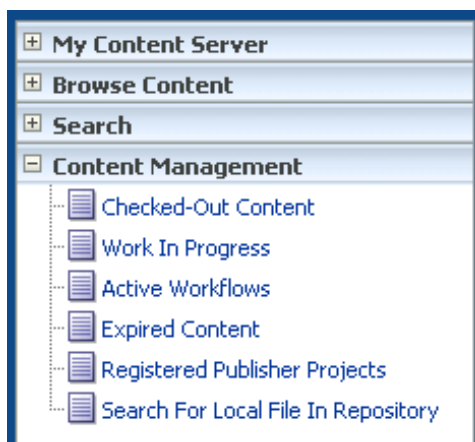 My Content Server
Browse Content
Search
Content Management
Checked-Out Content
Work In Progress
Active Workflows
Expired Content
Registered Publisher Projects
Search For Local File In Repository